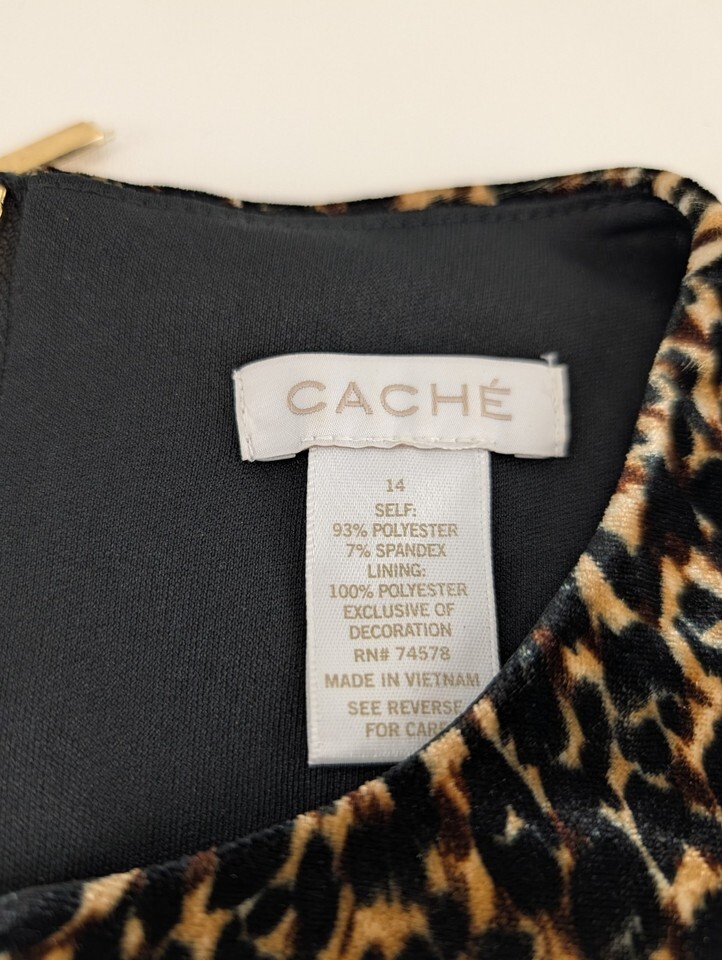 CACHÉ
14
SELF:
93% POLYESTER
7% SPANDEX
LINING:
100% POLYESTER
EXCLUSIVE OF
DECORATION
RN# 74578
MADE IN VIETNAM
SEE REVERSE
FOR CARE